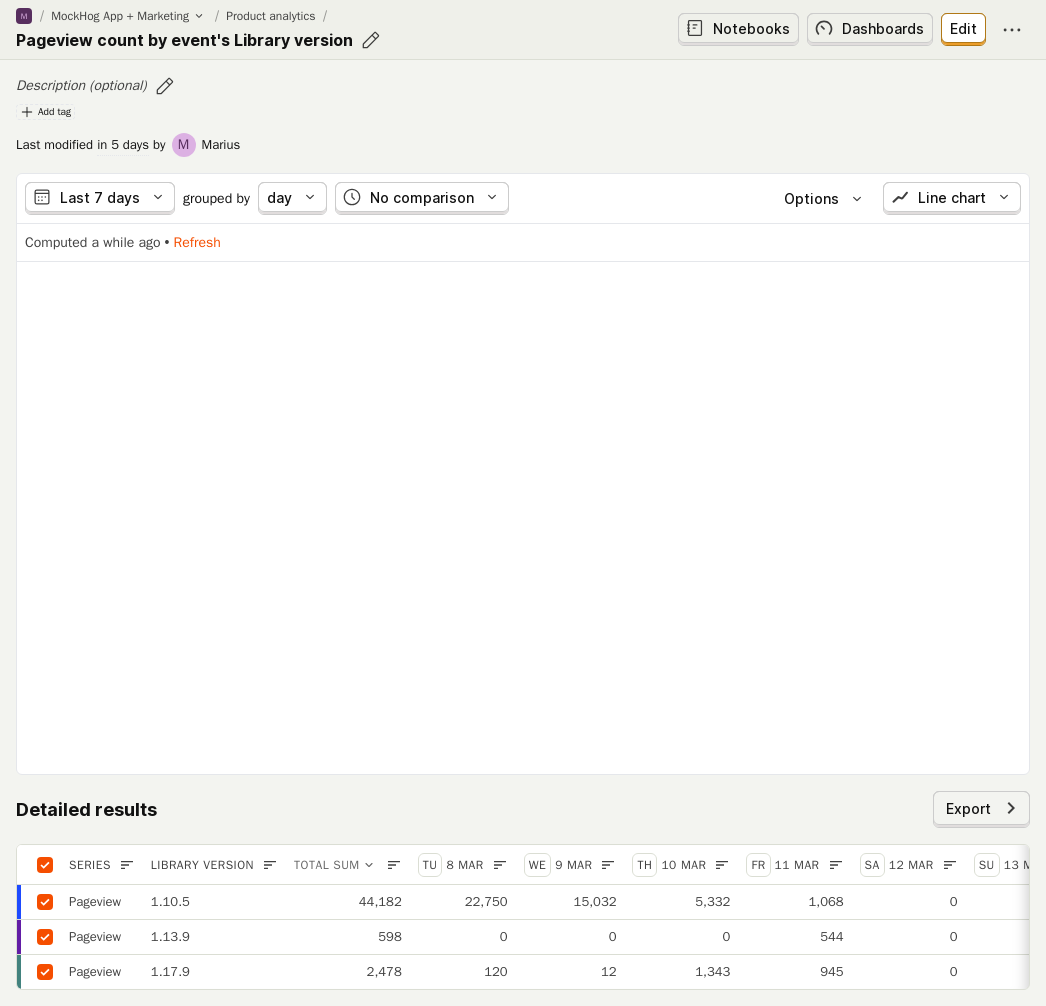 M / MockHog App + Marketing / Product analytics /
Pageview count by event's Library version
Notebooks Dashboards Edit
Description (optional)
Add tag
Last modified in 5 days by M Marius
Last 7 days grouped by day No comparison Options Line chart
Computed a while ago • Refresh
Detailed results
Export
SERIES LIBRARY VERSION TOTAL SUM TU 8 MAR WE 9 MAR TH 10 MAR FR 11 MAR SA 12 MAR SU 13
Pageview 1.10.5 44,182 22,750 15,032 5,332 1,068 0
Pageview 1.13.9 598 0 0 0 544 0
Pageview 1.17.9 2,478 120 12 1,343 945 0